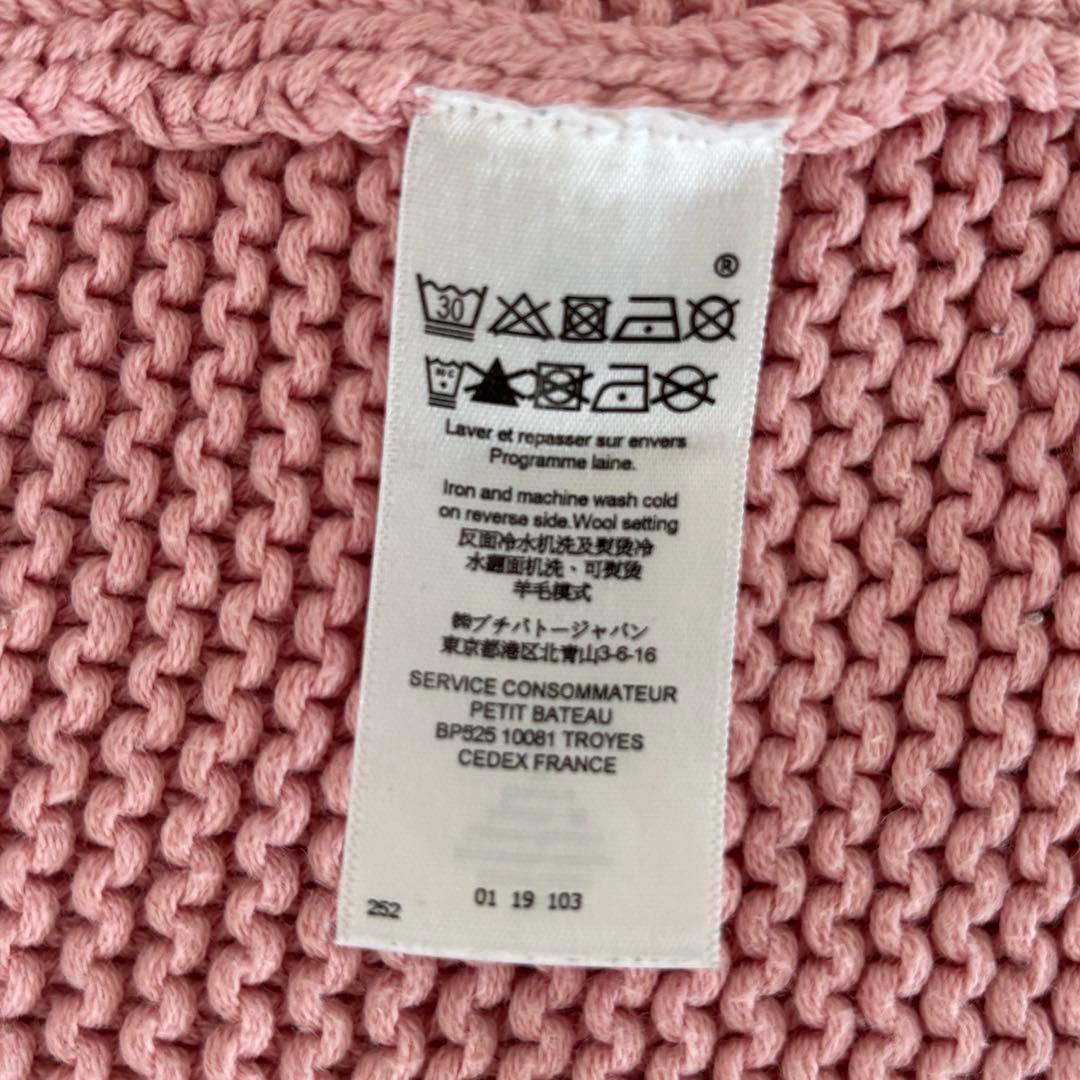 ®
30
M-C
Laver et repasser sur envers
Programme laine.
Iron and machine wash cold
on reverse side.Wool setting
反面冷水机洗及熨烫冷
水翻面机洗、可熨烫
羊毛模式
㈱プチバトージャパン
東京都港区北青山3-6-16
SERVICE CONSOMMATEUR
PETIT BATEAU
BP525 10081 TROYES
CEDEX FRANCE
252
01 19 103